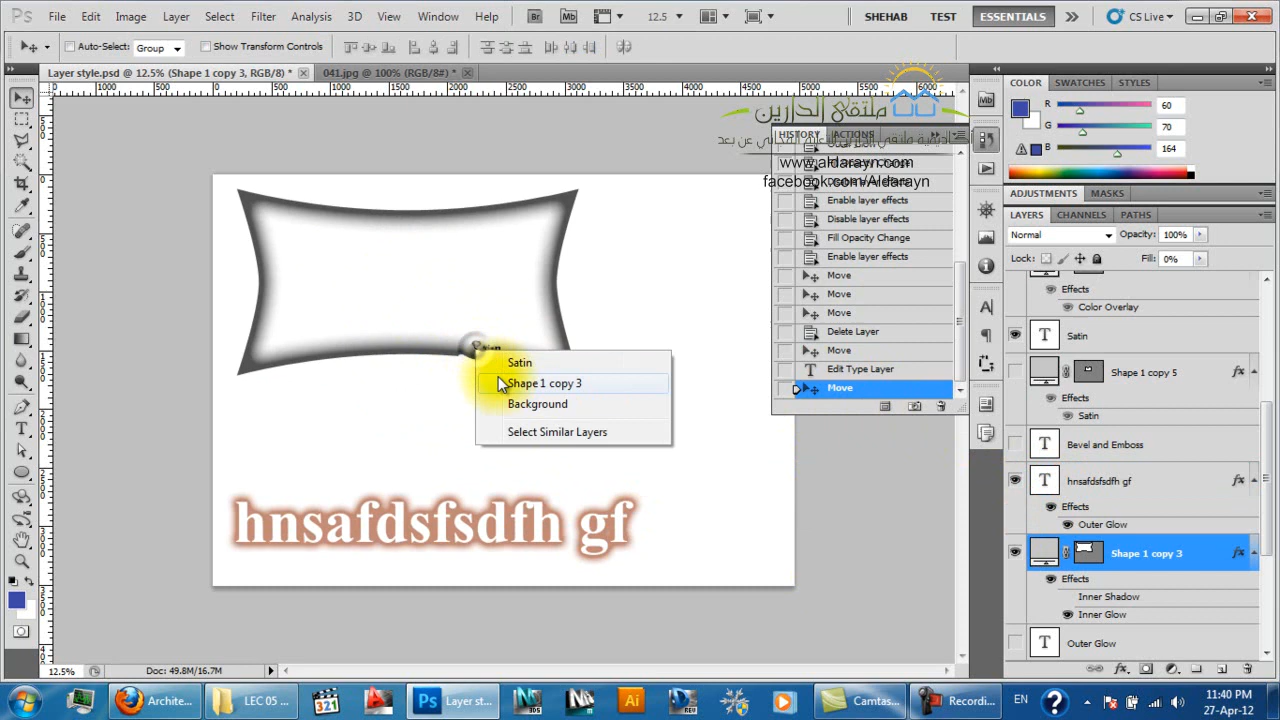 Ps File Edit Image Layer Select Filter Analysis 3D View Window Help Br Mb 12.5 SHEHAB TEST ESSENTIALS CS Live
Auto-Select: Group Show Transform Controls
Layer style.psd @ 12.5% (Shape 1 copy 3, RGB/8) * 041.jpg @ 100% (RGB/8#) *
ملتقى الدارين
www.aldarayn.com
facebook.com/Aldarayn
HISTORY ACTIONS
Enable layer effects
Disable layer effects
Fill Opacity Change
Enable layer effects
Move
Move
Move
Delete Layer
Move
Edit Type Layer
Move
COLOR SWATCHES STYLES
R 60
G 70
B 164
ADJUSTMENTS MASKS
LAYERS CHANNELS PATHS
Normal Opacity: 100%
Lock: Fill: 0%
Effects
Color Overlay
Satin
Shape 1 copy 5
Effects
Satin
Bevel and Emboss
hnsafdsfsdfh gf
Effects
Outer Glow
Shape 1 copy 3
Effects
Inner Shadow
Inner Glow
Outer Glow
Satin
Shape 1 copy 3
Background
Select Similar Layers
hnsafdsfsdfh gf
12.5% Doc: 49.8M/16.7M
Archite... LEC 05 ... 321 Ps Layer st... Ai Camtas... Recordi... EN 11:40 PM
27-Apr-12